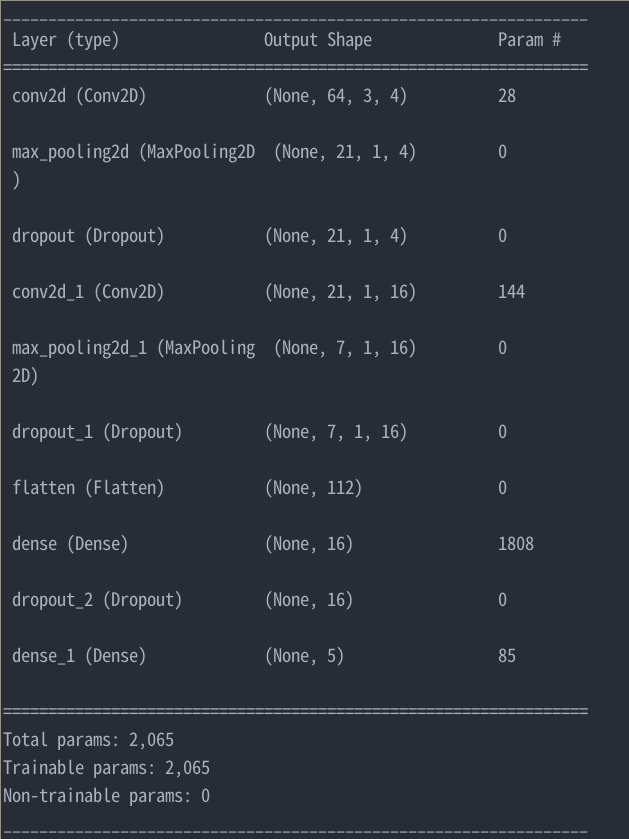 _________________________________________________________________
Layer (type)                Output Shape              Param #
=================================================================
conv2d (Conv2D)             (None, 64, 3, 4)          28
max_pooling2d (MaxPooling2D  (None, 21, 1, 4)         0
)
dropout (Dropout)           (None, 21, 1, 4)          0
conv2d_1 (Conv2D)           (None, 21, 1, 16)         144
max_pooling2d_1 (MaxPooling  (None, 7, 1, 16)         0
2D)
dropout_1 (Dropout)         (None, 7, 1, 16)          0
flatten (Flatten)           (None, 112)               0
dense (Dense)               (None, 16)                1808
dropout_2 (Dropout)         (None, 16)                0
dense_1 (Dense)             (None, 5)                 85
=================================================================
Total params: 2,065
Trainable params: 2,065
Non-trainable params: 0
_________________________________________________________________